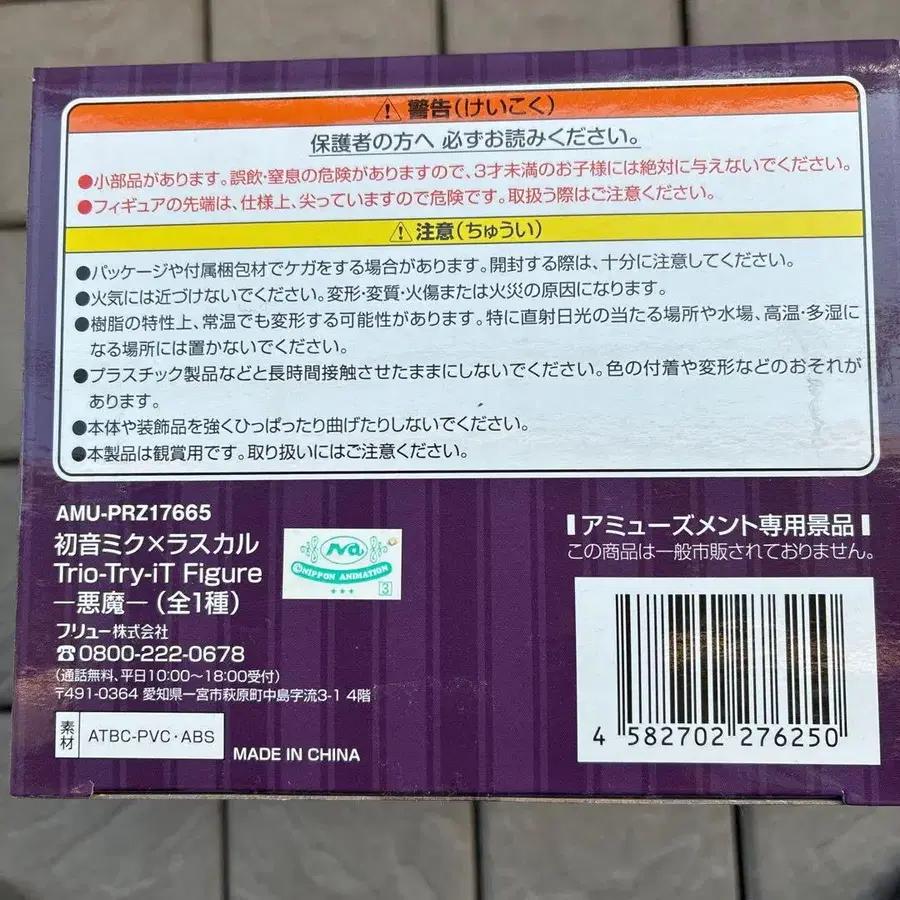 ⚠警告(けいこく)
保護者の方へ 必ずお読みください。
●小部品があります。誤飲・窒息の危険がありますので、3才未満のお子様には絶対に与えないでください。
●フィギュアの先端は、仕様上、尖っていますので危険です。取扱う際はご注意ください。
⚠注意(ちゅうい)
●パッケージや付属梱包材でケガをする場合があります。開封する際は、十分に注意してください。
●火気には近づけないでください。変形・変質・火傷または火災の原因になります。
●樹脂の特性上、常温でも変形する可能性があります。特に直射日光の当たる場所や水場、高温・多湿に
なる場所には置かないでください。
●プラスチック製品などと長時間接触させたままにしないでください。色の付着や変形などのおそれが
あります。
●本体や装飾品を強くひっぱったり曲げたりしないでください。
●本製品は観賞用です。取り扱いにはご注意ください。
AMU-PRZ17665
初音ミク×ラスカル
Trio-Try-iT Figure
―悪魔―(全1種)
フリュー株式会社
☎0800-222-0678
(通話無料、平日10:00〜18:00受付)
〒491-0364 愛知県一宮市萩原町中島字流3-1 4階
素材 ATBC-PVC・ABS
MADE IN CHINA
Na
©NIPPON ANIMATION
3
アミューズメント専用景品
この商品は一般市販されておりません。
4 582702 276250